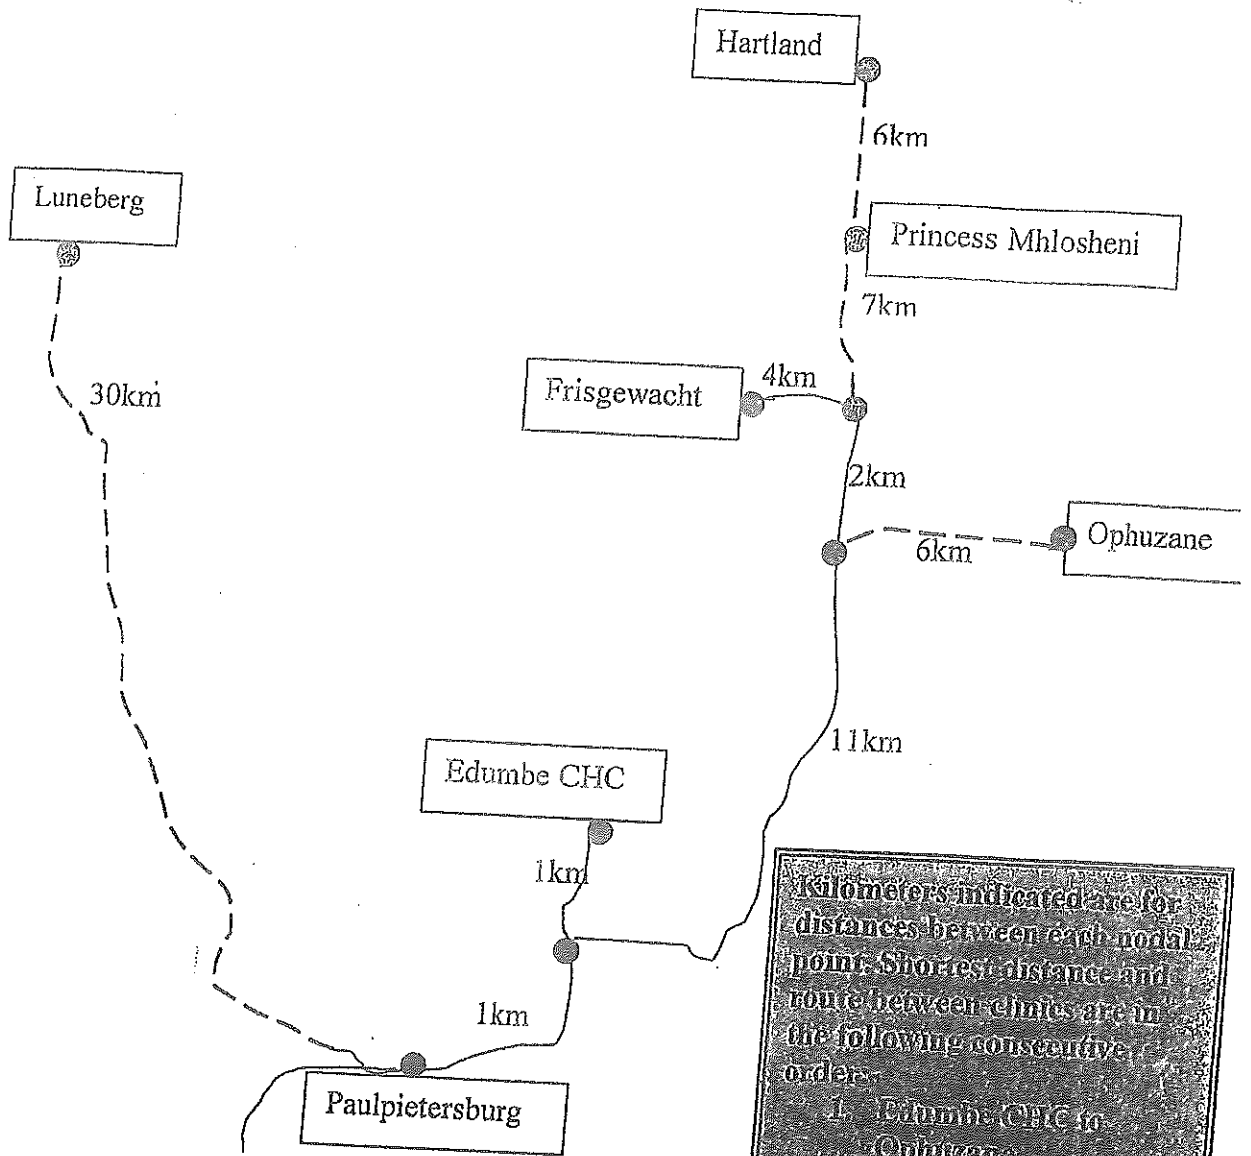 Hartland
6km
Luneberg
Princess Mhlosheni
7km
30km
Frisgewacht
4km
2km
Ophuzane
6km
11km
Edumbe CHC
1km
1km
Paulpietersburg
Kilometers indicated are for
distances between each nodal
point. Shortest distance and
route between clinics are in
the following consecutive
order:
1. Edumbe CHC to
Ophuzane